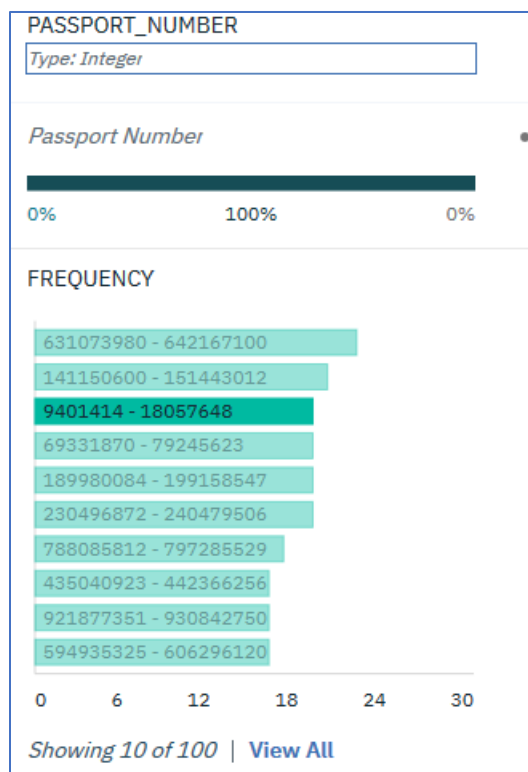 PASSPORT_NUMBER
Type: Integer
Passport Number
0% 100% 0%
FREQUENCY
631073980 - 642167100
141150600 - 151443012
9401414 - 18057648
69331870 - 79245623
189980084 - 199158547
230496872 - 240479506
788085812 - 797285529
435040923 - 442366256
921877351 - 930842750
594935325 - 606296120
0 6 12 18 24 30
Showing 10 of 100 | View All